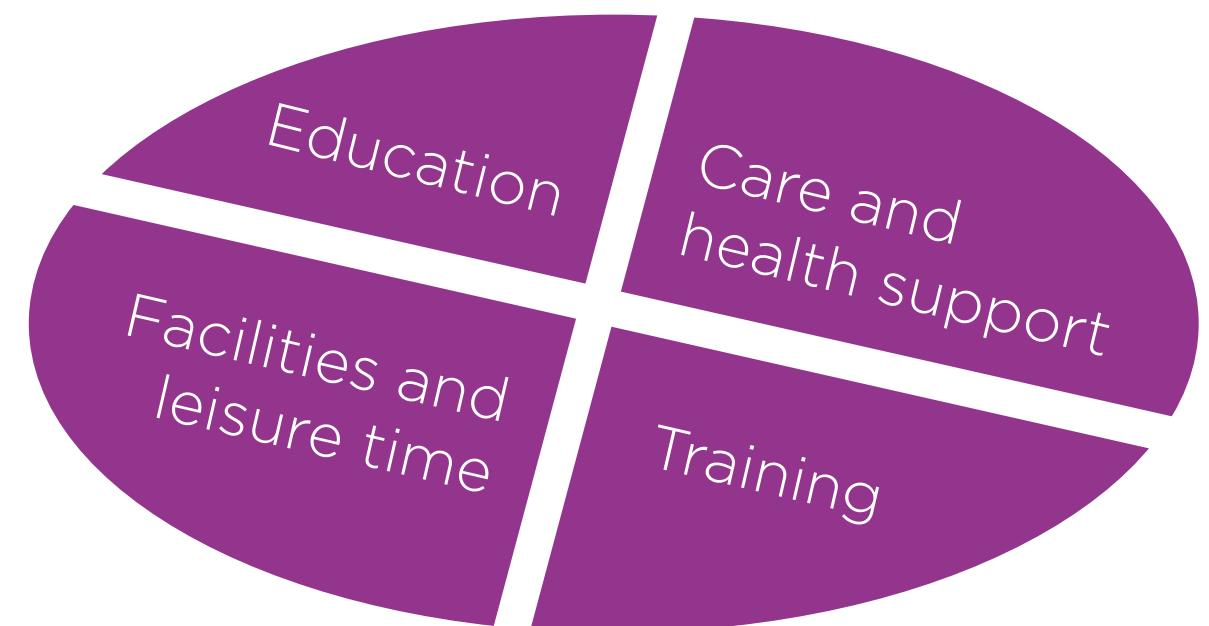 Education
Care and
health support
Facilities and
leisure time
Training